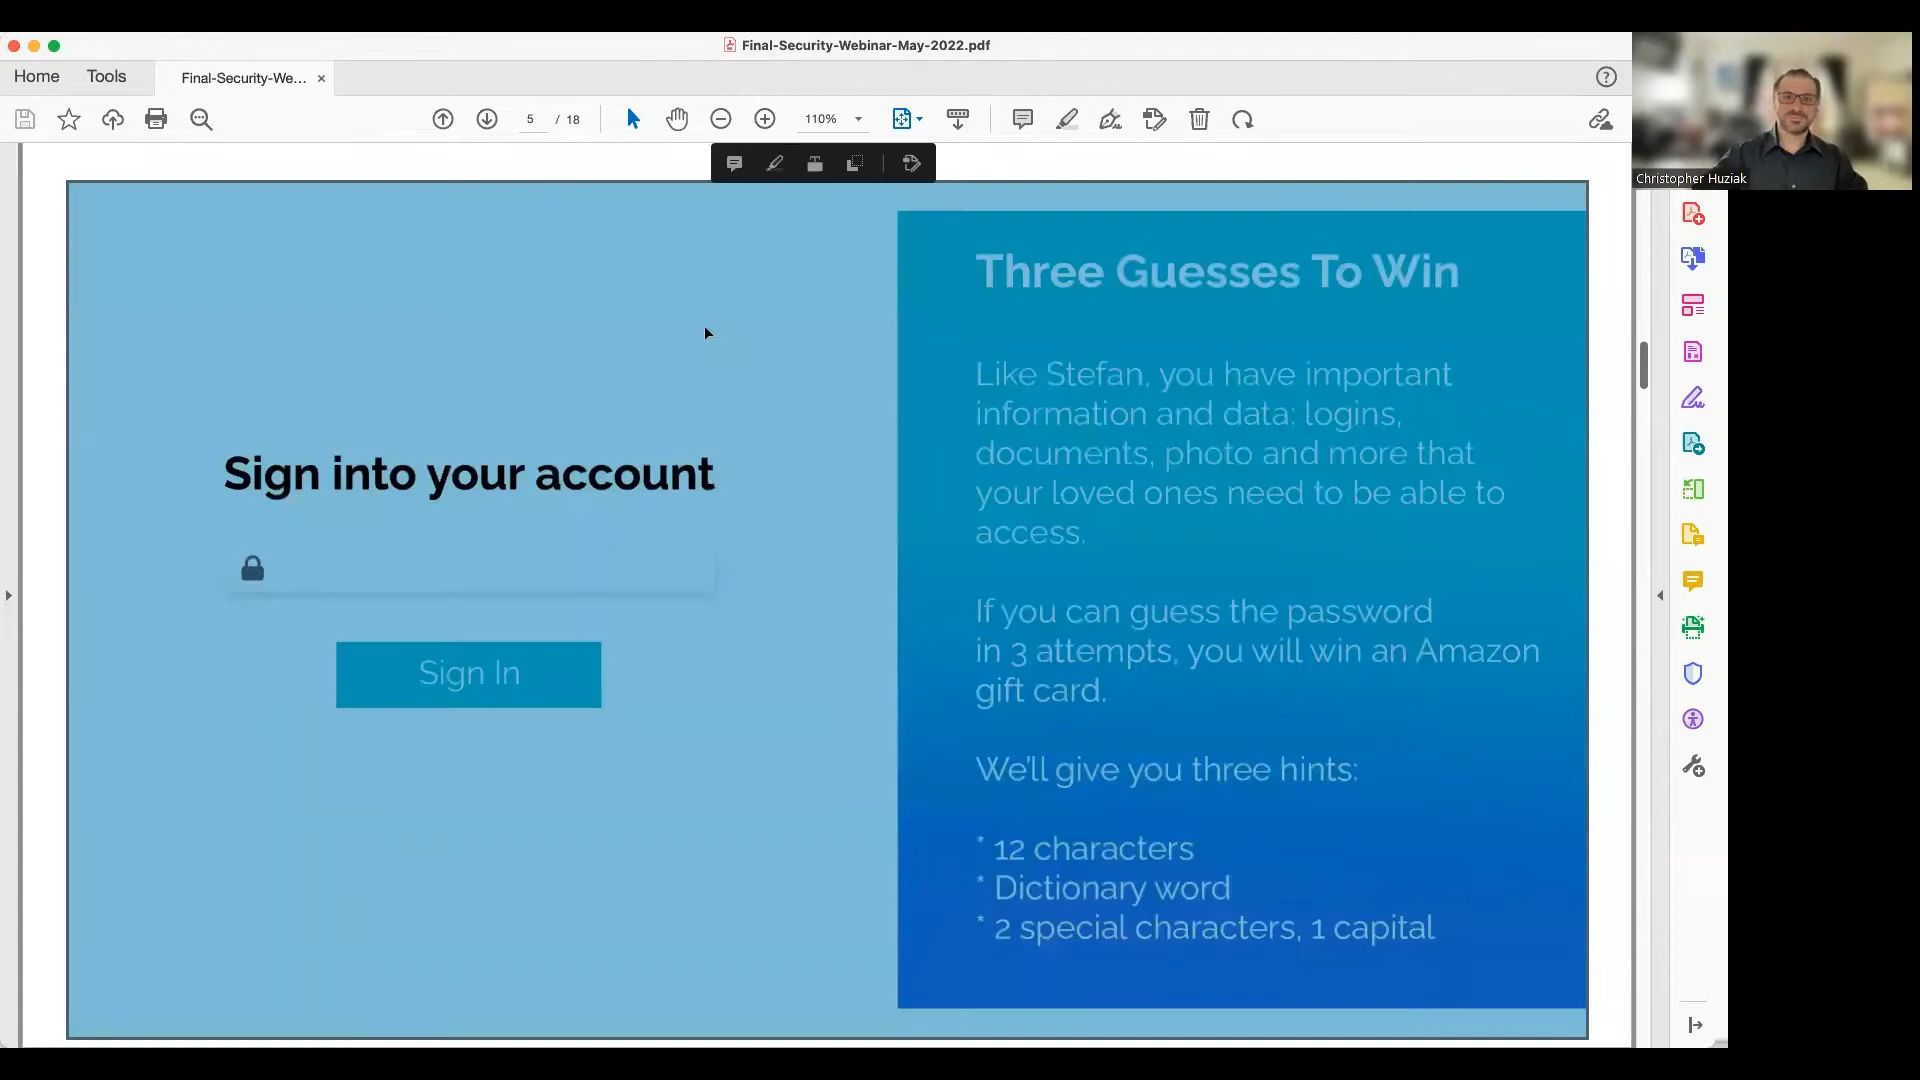 Final-Security-Webinar-May-2022.pdf
Home Tools Final-Security-We... ×
5 / 18 110%
Christopher Huziak
Three Guesses To Win
Like Stefan, you have important
information and data: logins,
documents, photo and more that
your loved ones need to be able to
access.
If you can guess the password
in 3 attempts, you will win an Amazon
gift card.
We'll give you three hints:
* 12 characters
* Dictionary word
* 2 special characters, 1 capital
Sign into your account
Sign In